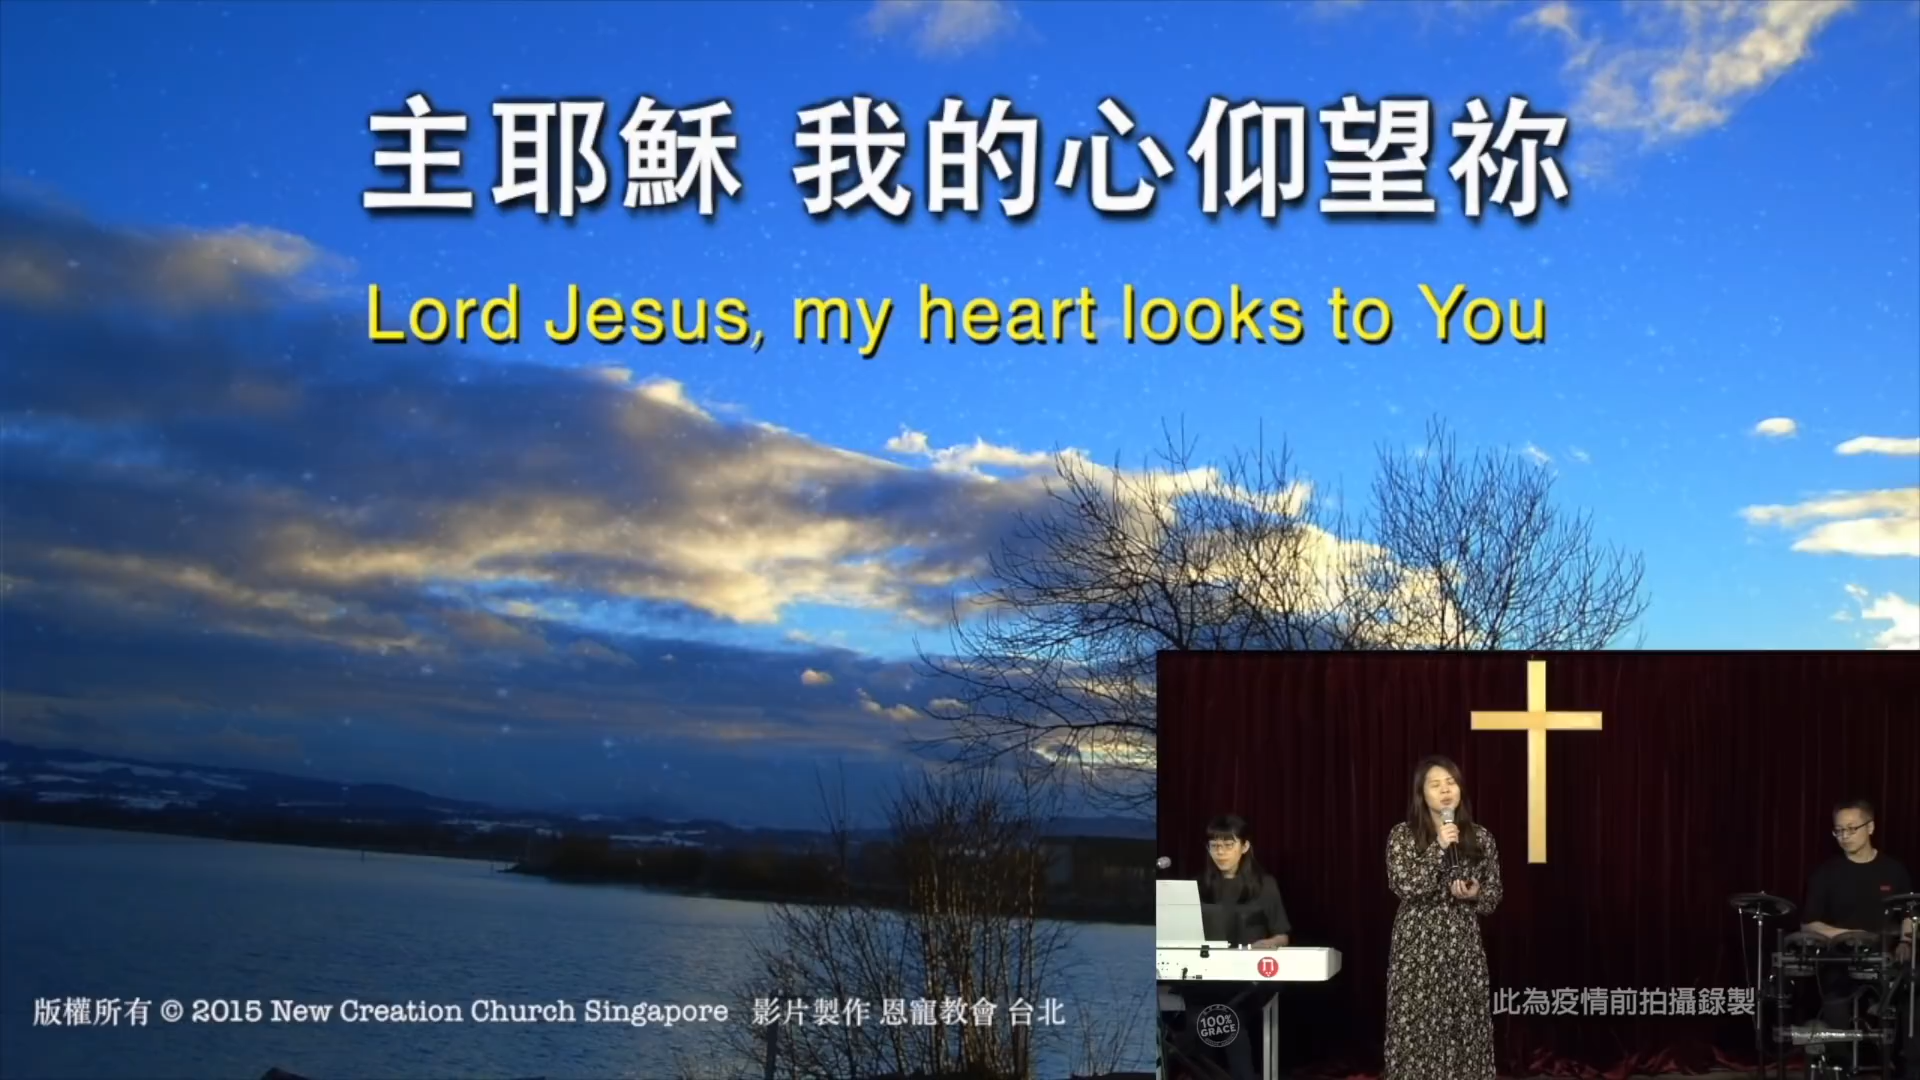 主耶穌 我的心仰望祢
Lord Jesus, my heart looks to You
版權所有 © 2015 New Creation Church Singapore 影片製作 恩寵教會 台北
此為疫情前拍攝錄製
100%
GRACE